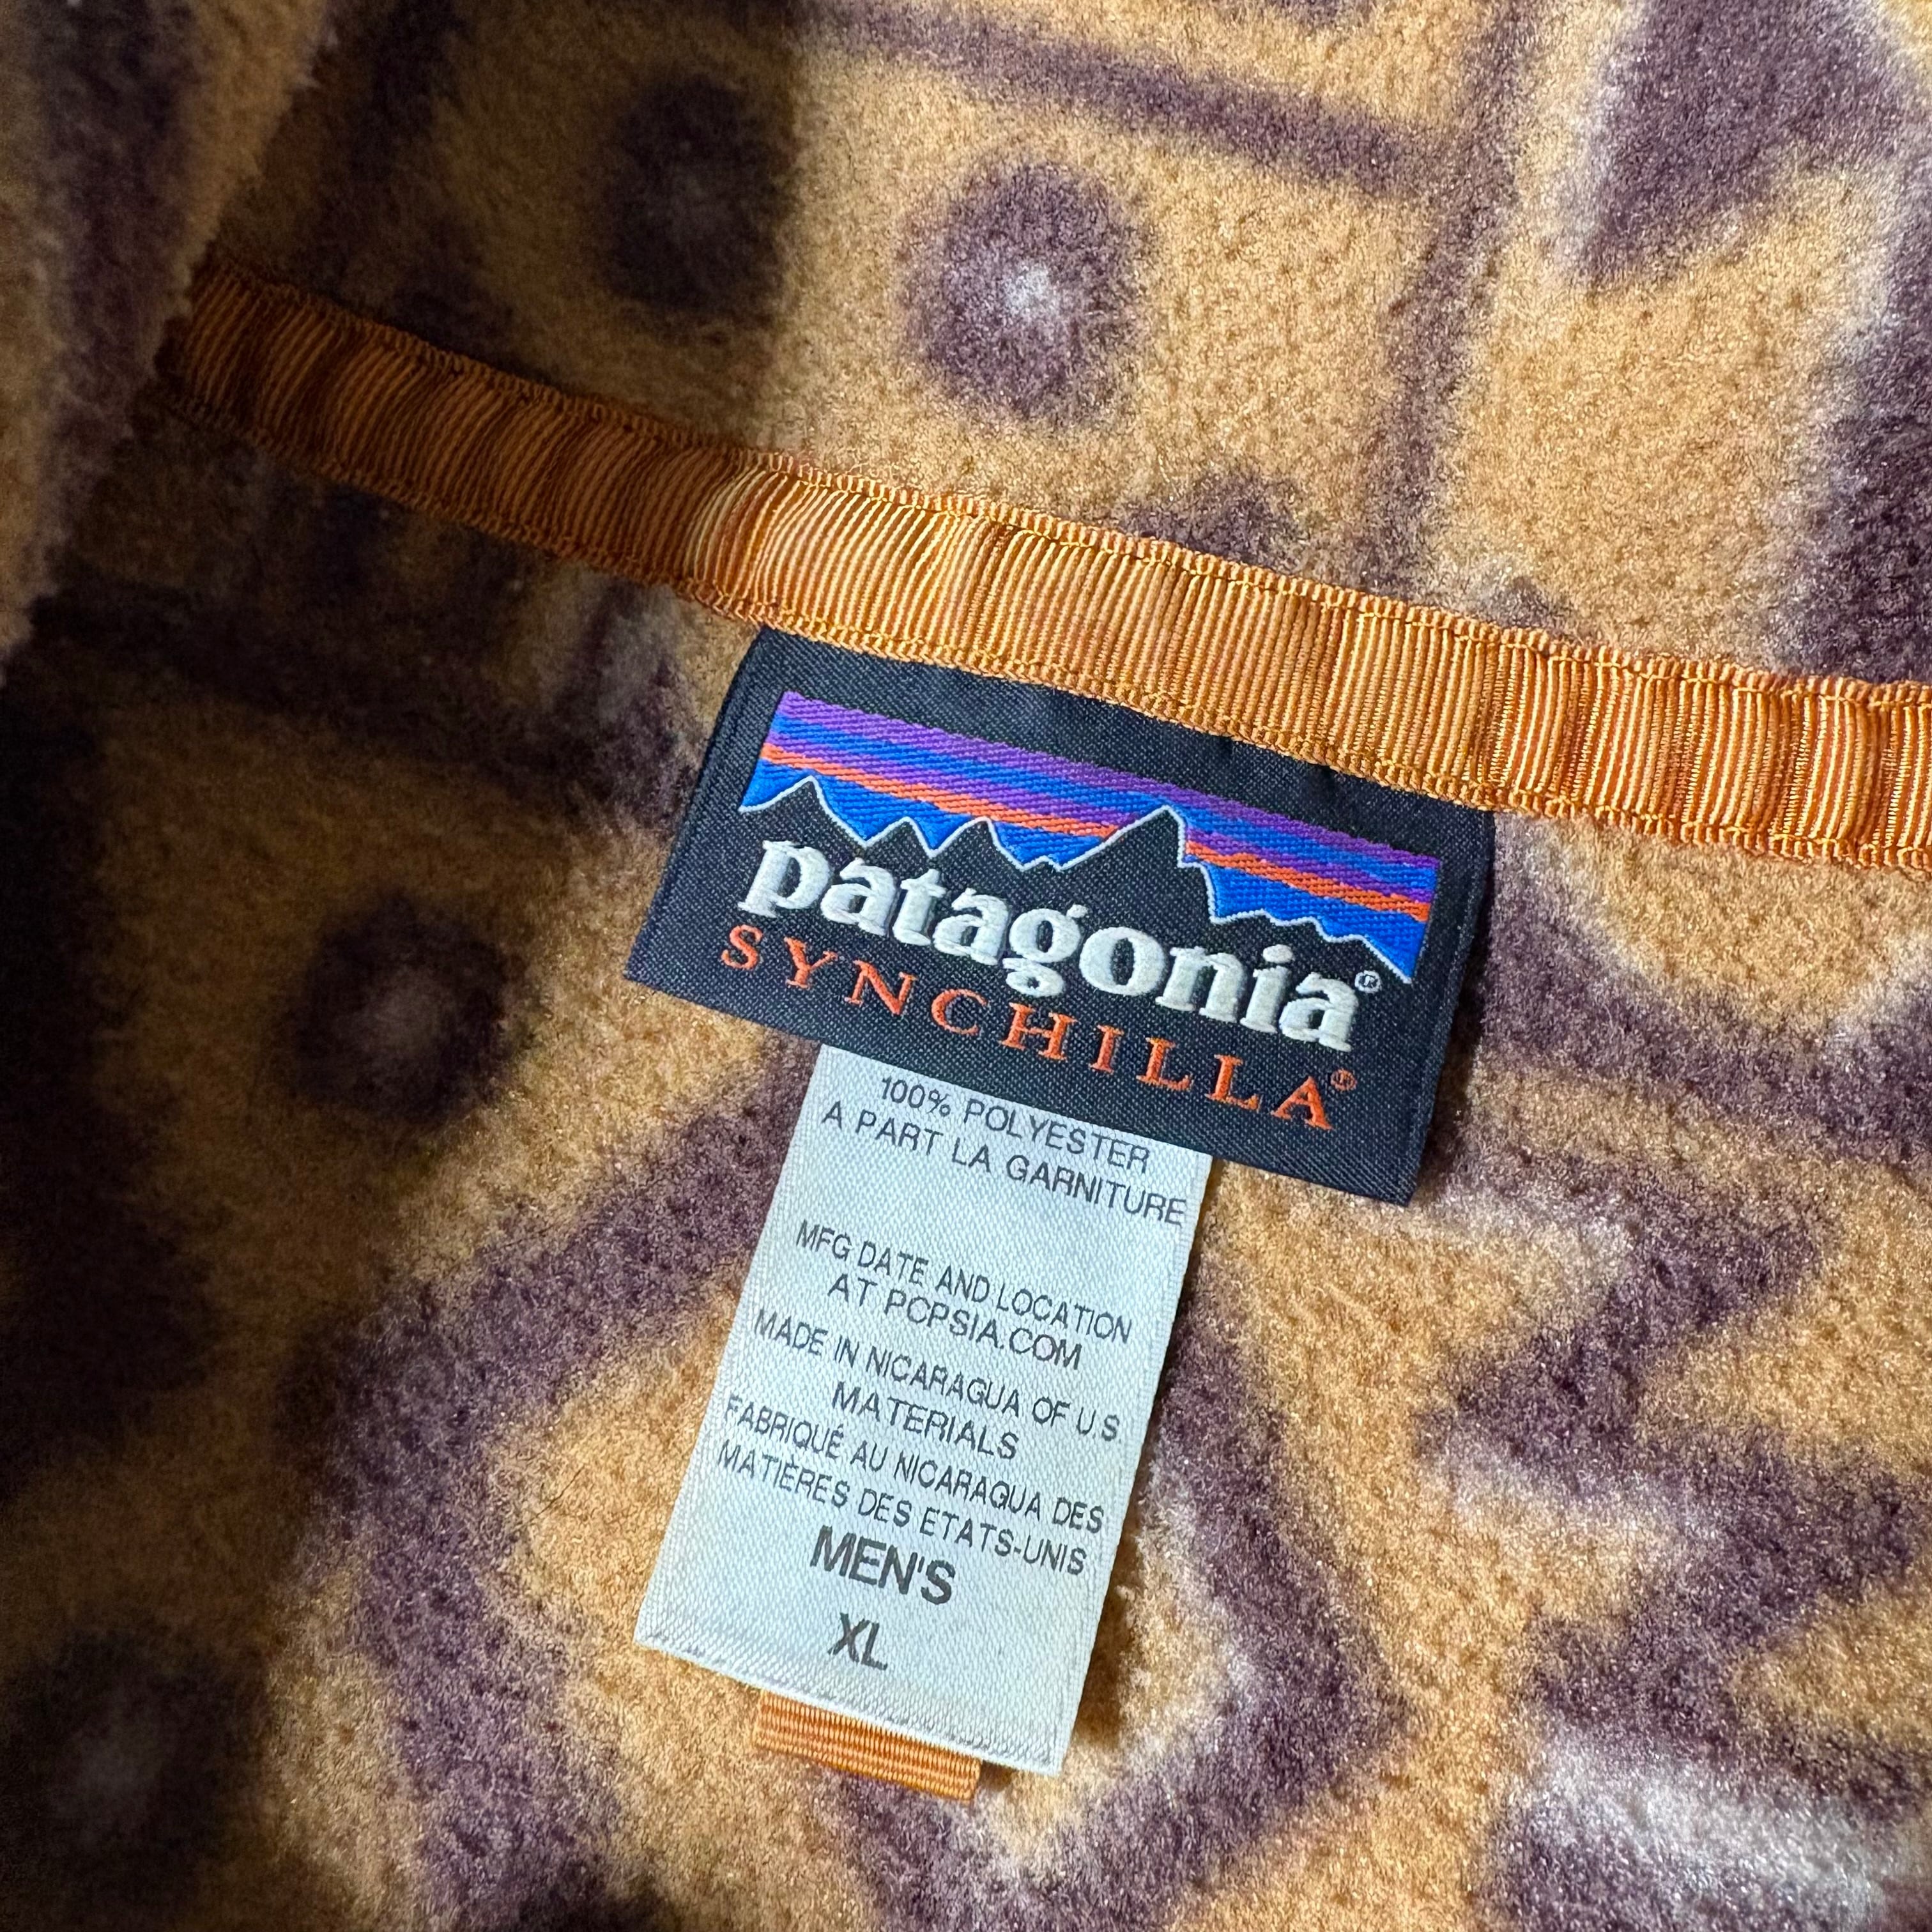 patagonia®
SYNCHILLA®
100% POLYESTER
A PART LA GARNITURE
MFG DATE AND LOCATION
AT PCPSIA.COM
MADE IN NICARAGUA OF U.S.
MATERIALS
FABRIQUÉ AU NICARAGUA DES
MATIÈRES DES ETATS-UNIS
MEN'S
XL